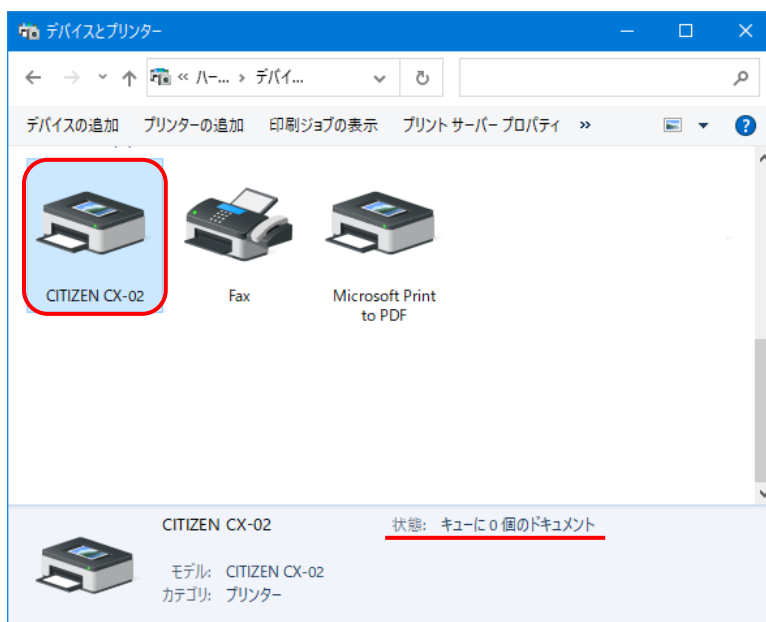 デバイスとプリンター
« ハー... › デバイ...
デバイスの追加 プリンターの追加 印刷ジョブの表示 プリント サーバー プロパティ »
CITIZEN CX-02
Fax
Microsoft Print
to PDF
CITIZEN CX-02 状態: キューに 0 個のドキュメント
モデル: CITIZEN CX-02
カテゴリ: プリンター